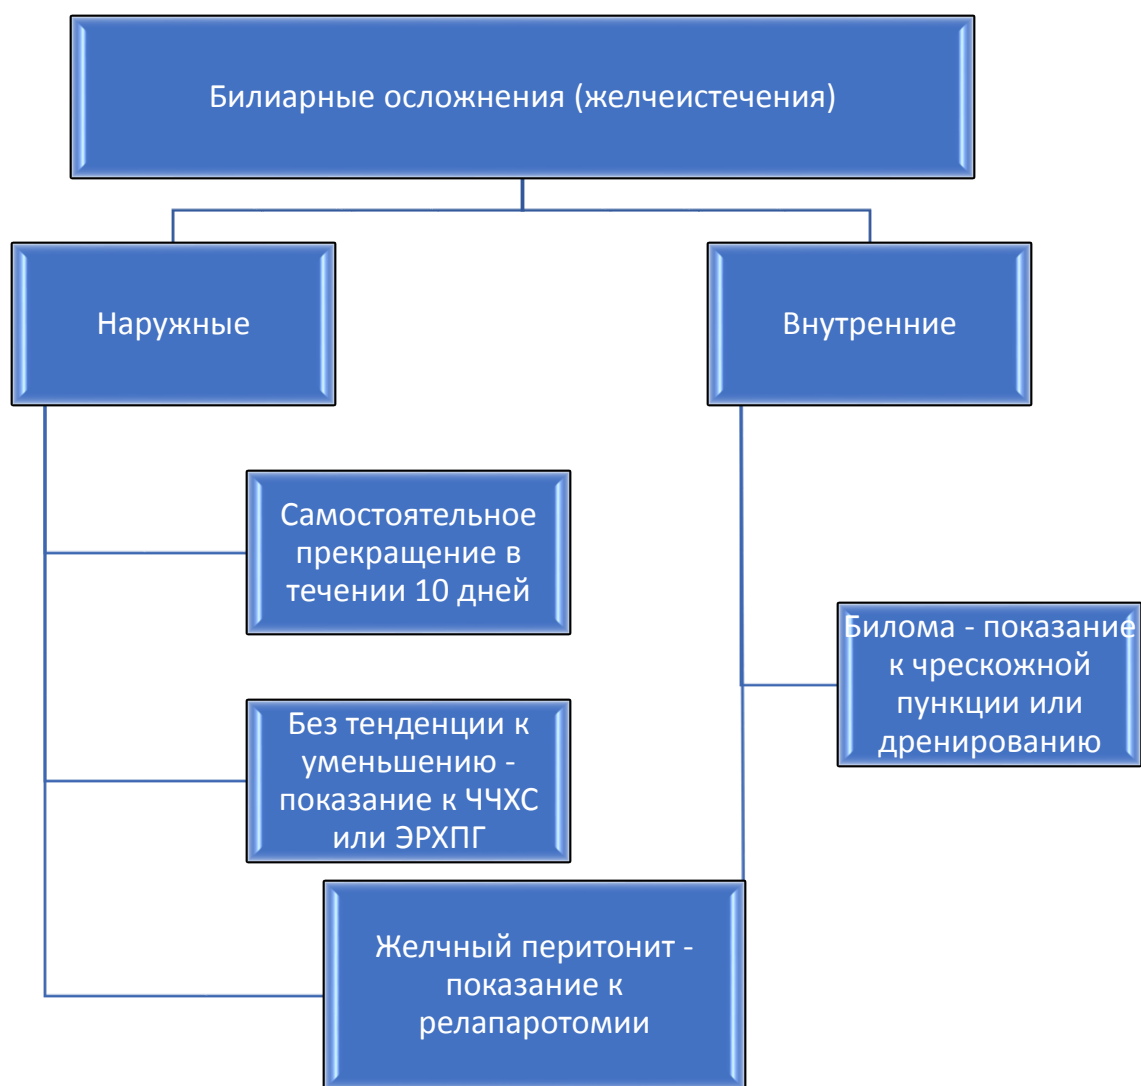 Билиарные осложнения (желчеистечения)
Наружные
Внутренние
Самостоятельное
прекращение в
течении 10 дней
Билома - показание
к чрескожной
пункции или
дренированию
Без тенденции к
уменьшению -
показание к ЧЧХС
или ЭРХПГ
Желчный перитонит -
показание к
релапаротомии